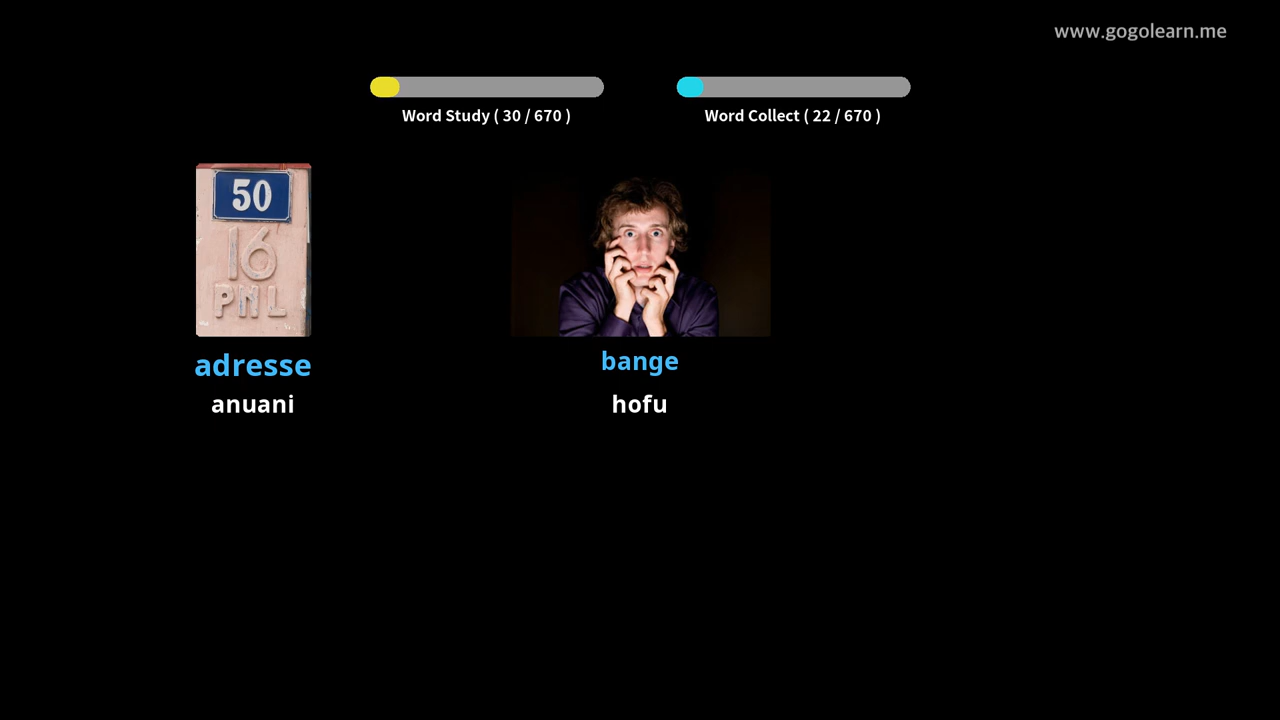 www.gogolearn.me
Word Study ( 30 / 670 )
Word Collect ( 22 / 670 )
50
16
PNL
adresse
anuani
bange
hofu